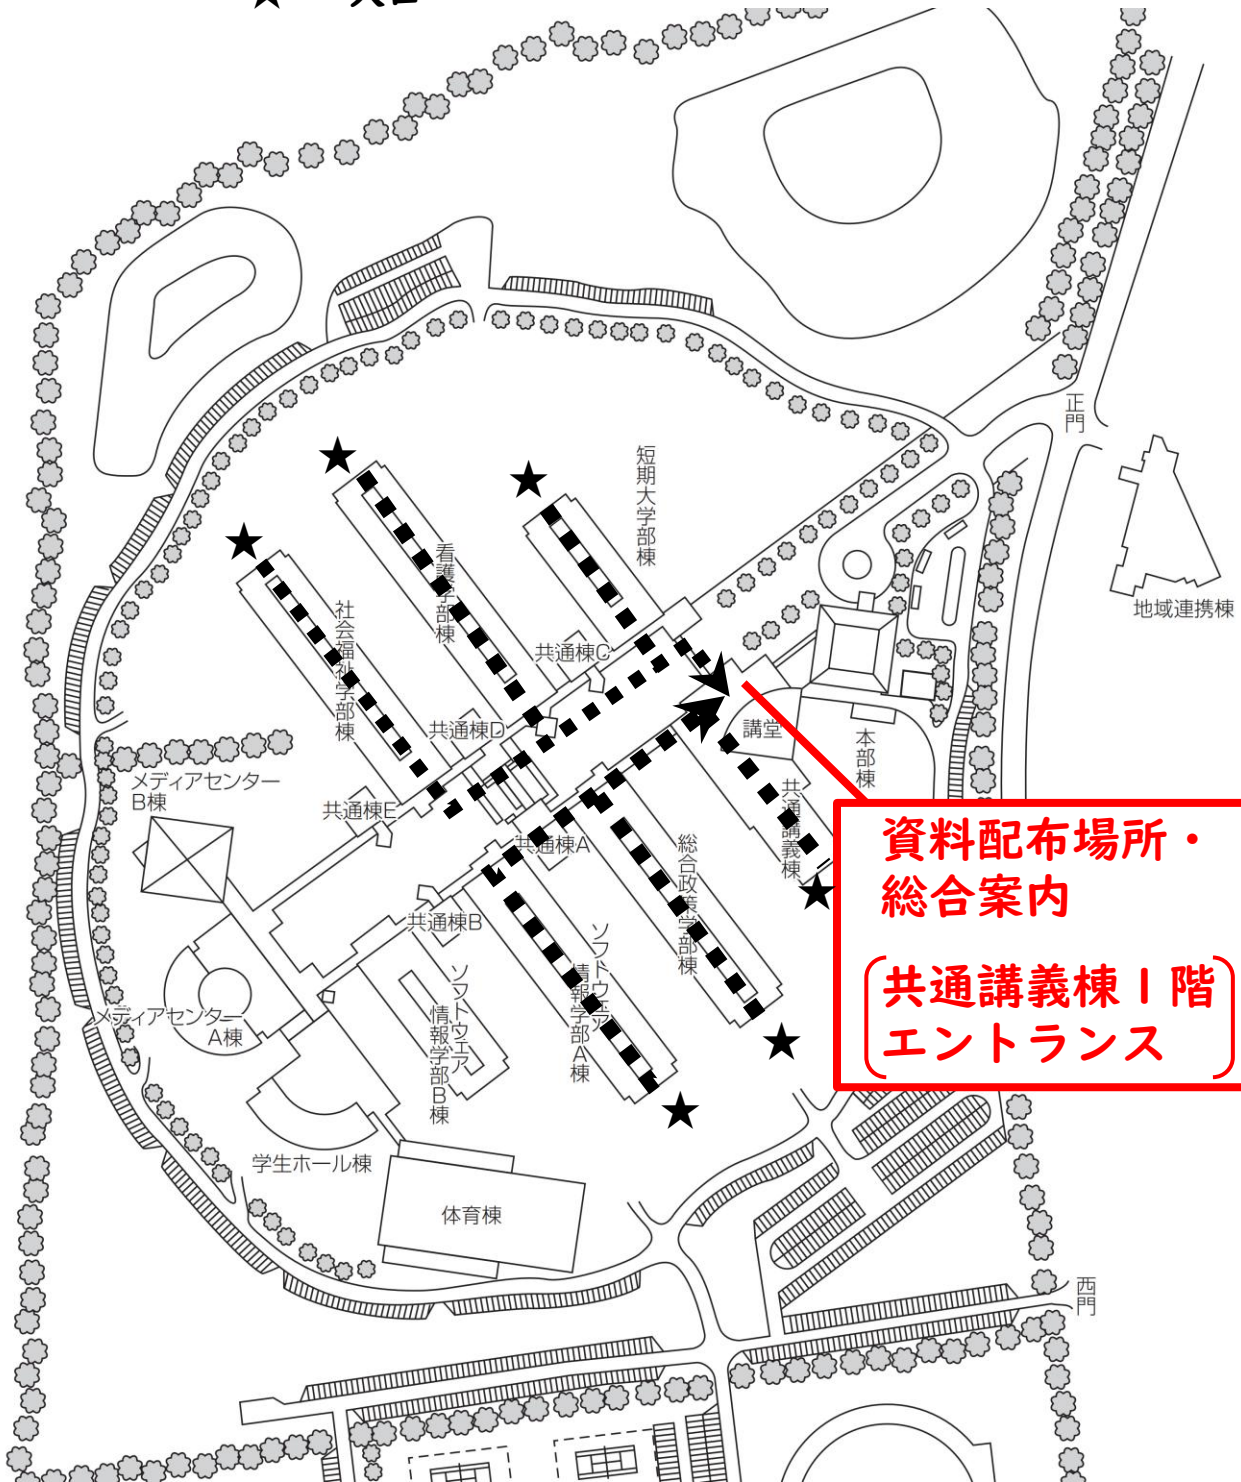 ★
正門
短期大学部棟
看護学部棟
地域連携棟
社会福祉学部棟
共通棟C
共通棟D
講堂
本部棟
メディアセンター
B棟
共通棟E
共通講義棟
共通棟A
総合政策学部棟
資料配布場所・
総合案内
共通講義棟1階
エントランス
共通棟B
ソフトウェア
情報学部A棟
ソフトウェア
情報学部B棟
メディアセンター
A棟
学生ホール棟
体育棟
西門